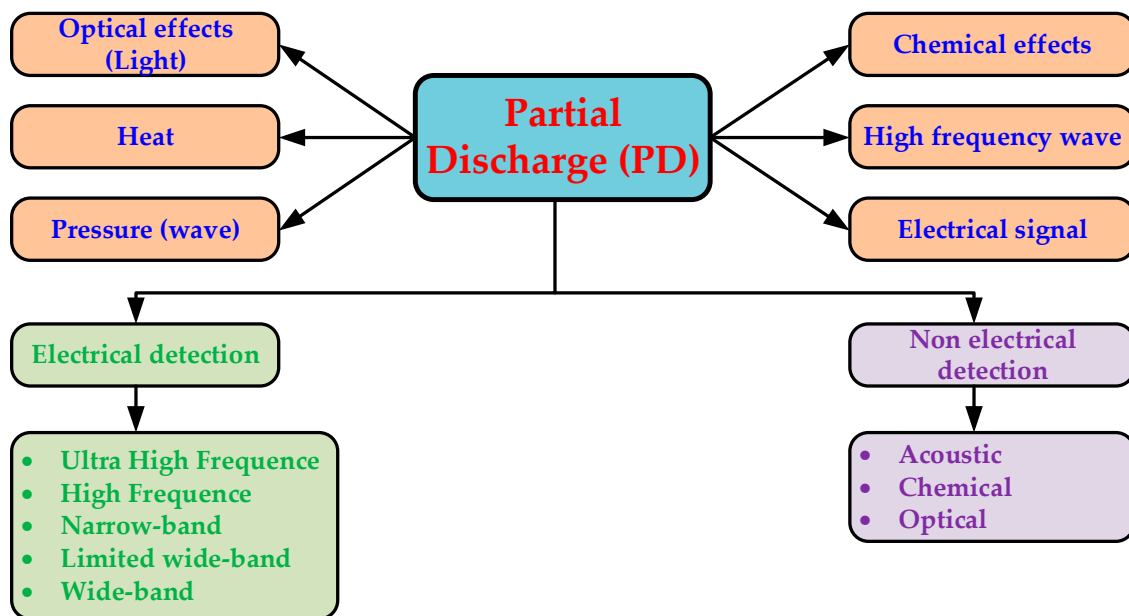 Optical effects
(Light)
Heat
Pressure (wave)
Partial
Discharge (PD)
Chemical effects
High frequency wave
Electrical signal
Electrical detection
• Ultra High Frequence
• High Frequence
• Narrow-band
• Limited wide-band
• Wide-band
Non electrical
detection
• Acoustic
• Chemical
• Optical